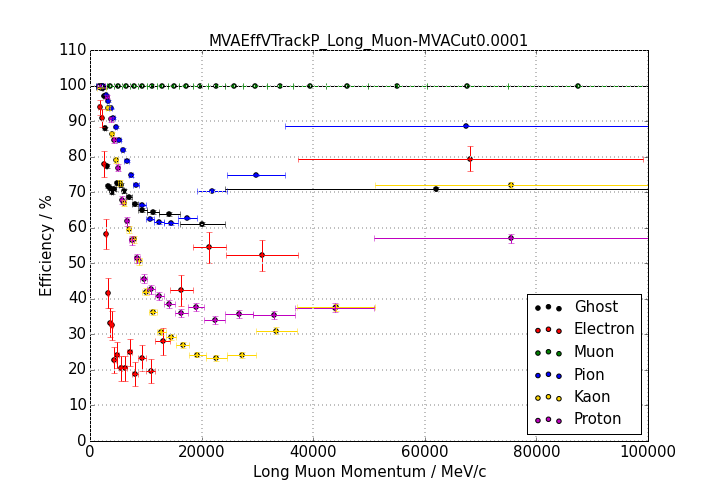 MVAEffVTrackP_Long_Muon-MVACut0.0001
110
100
90
80
70
60
50
40
30
20
10
0
Efficiency / %
0 20000 40000 60000 80000 100000
Long Muon Momentum / MeV/c
Ghost
Electron
Muon
Pion
Kaon
Proton